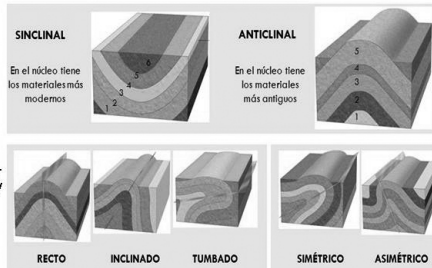 SINCLINAL
En el núcleo tiene
los materiales más
modernos
6
5
4
3
2
1
ANTICLINAL
En el núcleo tiene
los materiales
más antiguos
5
4
3
2
1
RECTO
INCLINADO
TUMBADO
SIMÉTRICO
ASIMÉTRICO